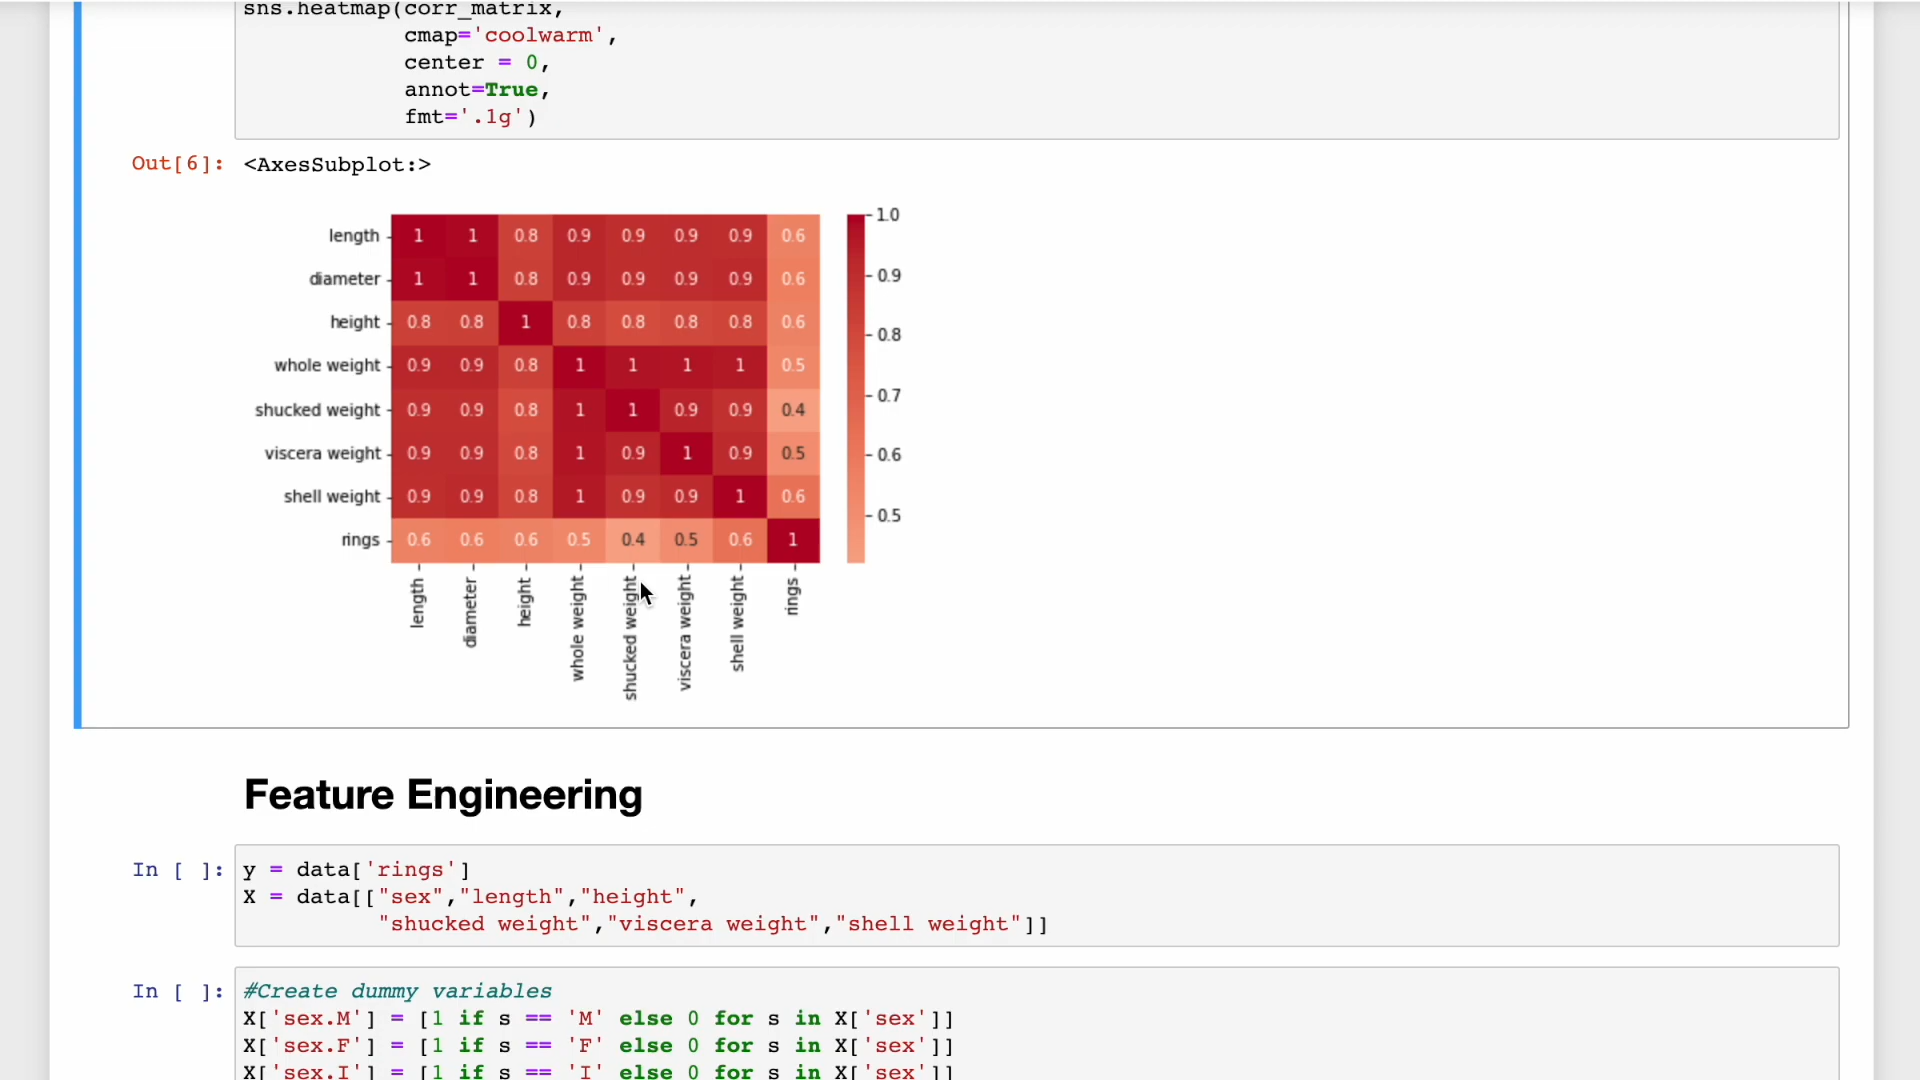 sns.heatmap(corr_matrix,
cmap='coolwarm',
center = 0,
annot=True,
fmt='.1g')
Out[6]: <AxesSubplot:>
length 1 1 0.8 0.9 0.9 0.9 0.9 0.6
diameter 1 1 0.8 0.9 0.9 0.9 0.9 0.6
height 0.8 0.8 1 0.8 0.8 0.8 0.8 0.6
whole weight 0.9 0.9 0.8 1 1 1 1 0.5
shucked weight 0.9 0.9 0.8 1 1 0.9 0.9 0.4
viscera weight 0.9 0.9 0.8 1 0.9 1 0.9 0.5
shell weight 0.9 0.9 0.8 1 0.9 0.9 1 0.6
rings 0.6 0.6 0.6 0.5 0.4 0.5 0.6 1
length diameter height whole weight shucked weight viscera weight shell weight rings
1.0
0.9
0.8
0.7
0.6
0.5
Feature Engineering
In [ ]: y = data['rings']
X = data[["sex","length","height",
"shucked weight","viscera weight","shell weight"]]
In [ ]: #Create dummy variables
X['sex.M'] = [1 if s == 'M' else 0 for s in X['sex']]
X['sex.F'] = [1 if s == 'F' else 0 for s in X['sex']]
X['sex.I'] = [1 if s == 'I' else 0 for s in X['sex']]